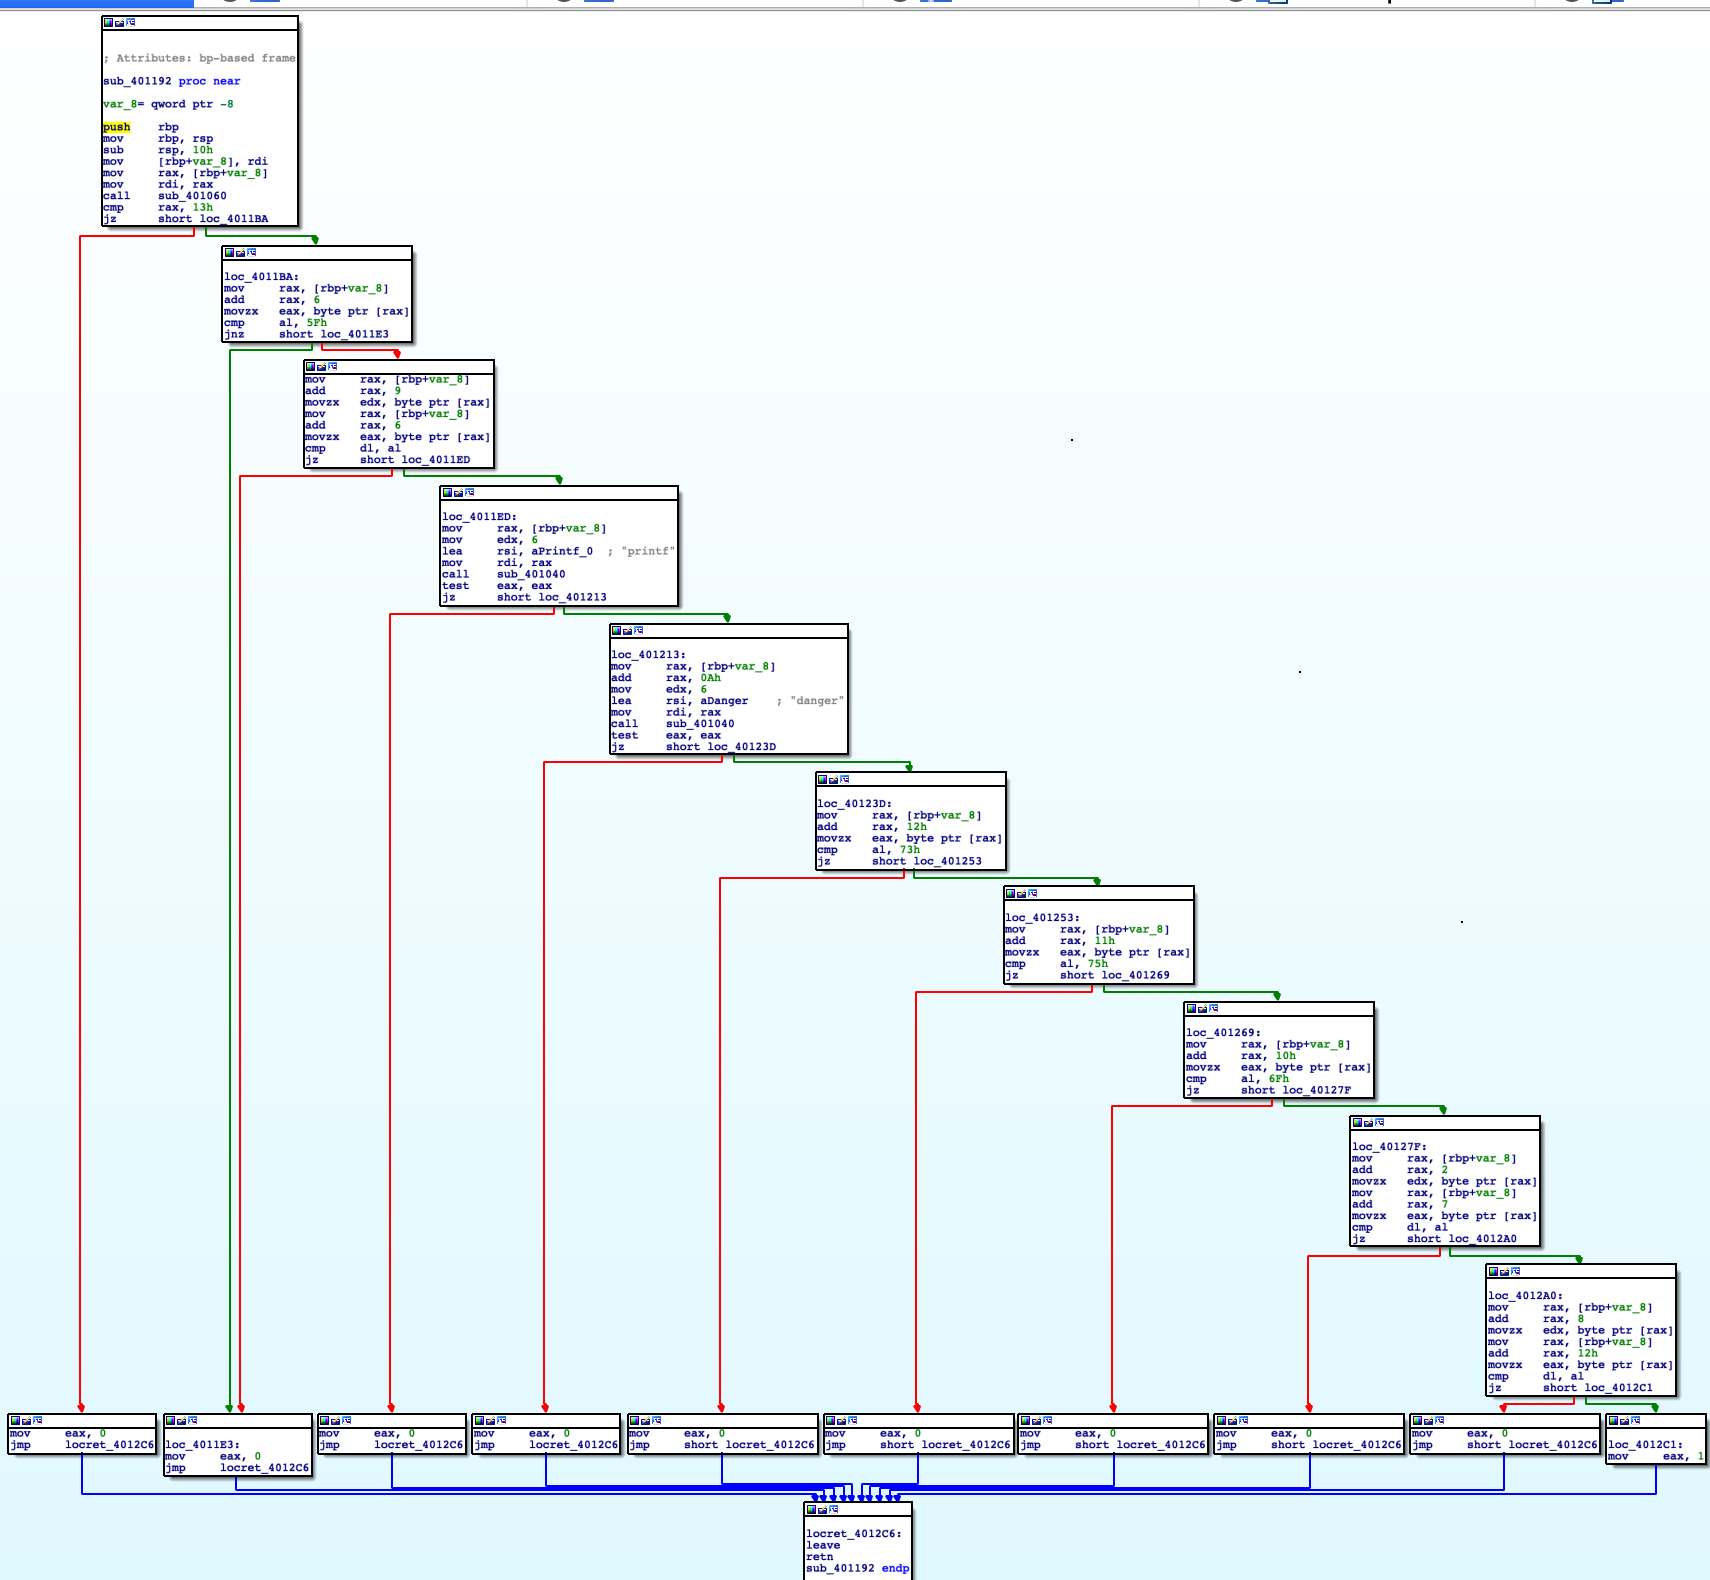 ; Attributes: bp-based frame
sub_401192 proc near
var_8= qword ptr -8
push rbp
mov rbp, rsp
sub rsp, 10h
mov [rbp+var_8], rdi
mov rax, [rbp+var_8]
mov rdi, rax
call sub_401060
cmp rax, 13h
jz short loc_4011BA
loc_4011BA:
mov rax, [rbp+var_8]
add rax, 6
movzx eax, byte ptr [rax]
cmp al, 5Fh
jnz short loc_4011E3
mov rax, [rbp+var_8]
add rax, 9
movzx edx, byte ptr [rax]
mov rax, [rbp+var_8]
add rax, 6
movzx eax, byte ptr [rax]
cmp dl, al
jz short loc_4011ED
loc_4011ED:
mov rax, [rbp+var_8]
mov edx, 6
lea rsi, aPrintf_0 ; "printf"
mov rdi, rax
call sub_401040
test eax, eax
jz short loc_401213
loc_401213:
mov rax, [rbp+var_8]
add rax, 0Ah
mov edx, 6
lea rsi, aDanger ; "danger"
mov rdi, rax
call sub_401040
test eax, eax
jz short loc_40123D
loc_40123D:
mov rax, [rbp+var_8]
add rax, 12h
movzx eax, byte ptr [rax]
cmp al, 73h
jz short loc_401253
loc_401253:
mov rax, [rbp+var_8]
add rax, 11h
movzx eax, byte ptr [rax]
cmp al, 75h
jz short loc_401269
loc_401269:
mov rax, [rbp+var_8]
add rax, 10h
movzx eax, byte ptr [rax]
cmp al, 6Fh
jz short loc_40127F
loc_40127F:
mov rax, [rbp+var_8]
add rax, 2
movzx edx, byte ptr [rax]
mov rax, [rbp+var_8]
add rax, 7
movzx eax, byte ptr [rax]
cmp dl, al
jz short loc_4012A0
loc_4012A0:
mov rax, [rbp+var_8]
add rax, 8
movzx edx, byte ptr [rax]
mov rax, [rbp+var_8]
add rax, 12h
movzx eax, byte ptr [rax]
cmp dl, al
jz short loc_4012C1
mov eax, 0
jmp locret_4012C6
loc_4011E3:
mov eax, 0
jmp locret_4012C6
mov eax, 0
jmp locret_4012C6
mov eax, 0
jmp locret_4012C6
mov eax, 0
jmp short locret_4012C6
mov eax, 0
jmp short locret_4012C6
mov eax, 0
jmp short locret_4012C6
mov eax, 0
jmp short locret_4012C6
mov eax, 0
jmp short locret_4012C6
loc_4012C1:
mov eax, 1
locret_4012C6:
leave
retn
sub_401192 endp